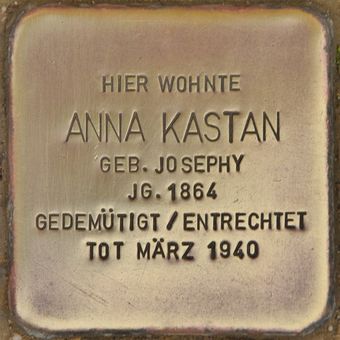 HIER WOHNTE
ANNA KASTAN
GEB. JOSEPHY
JG. 1864
GEDEMÜTIGT / ENTRECHTET
TOT MÄRZ 1940